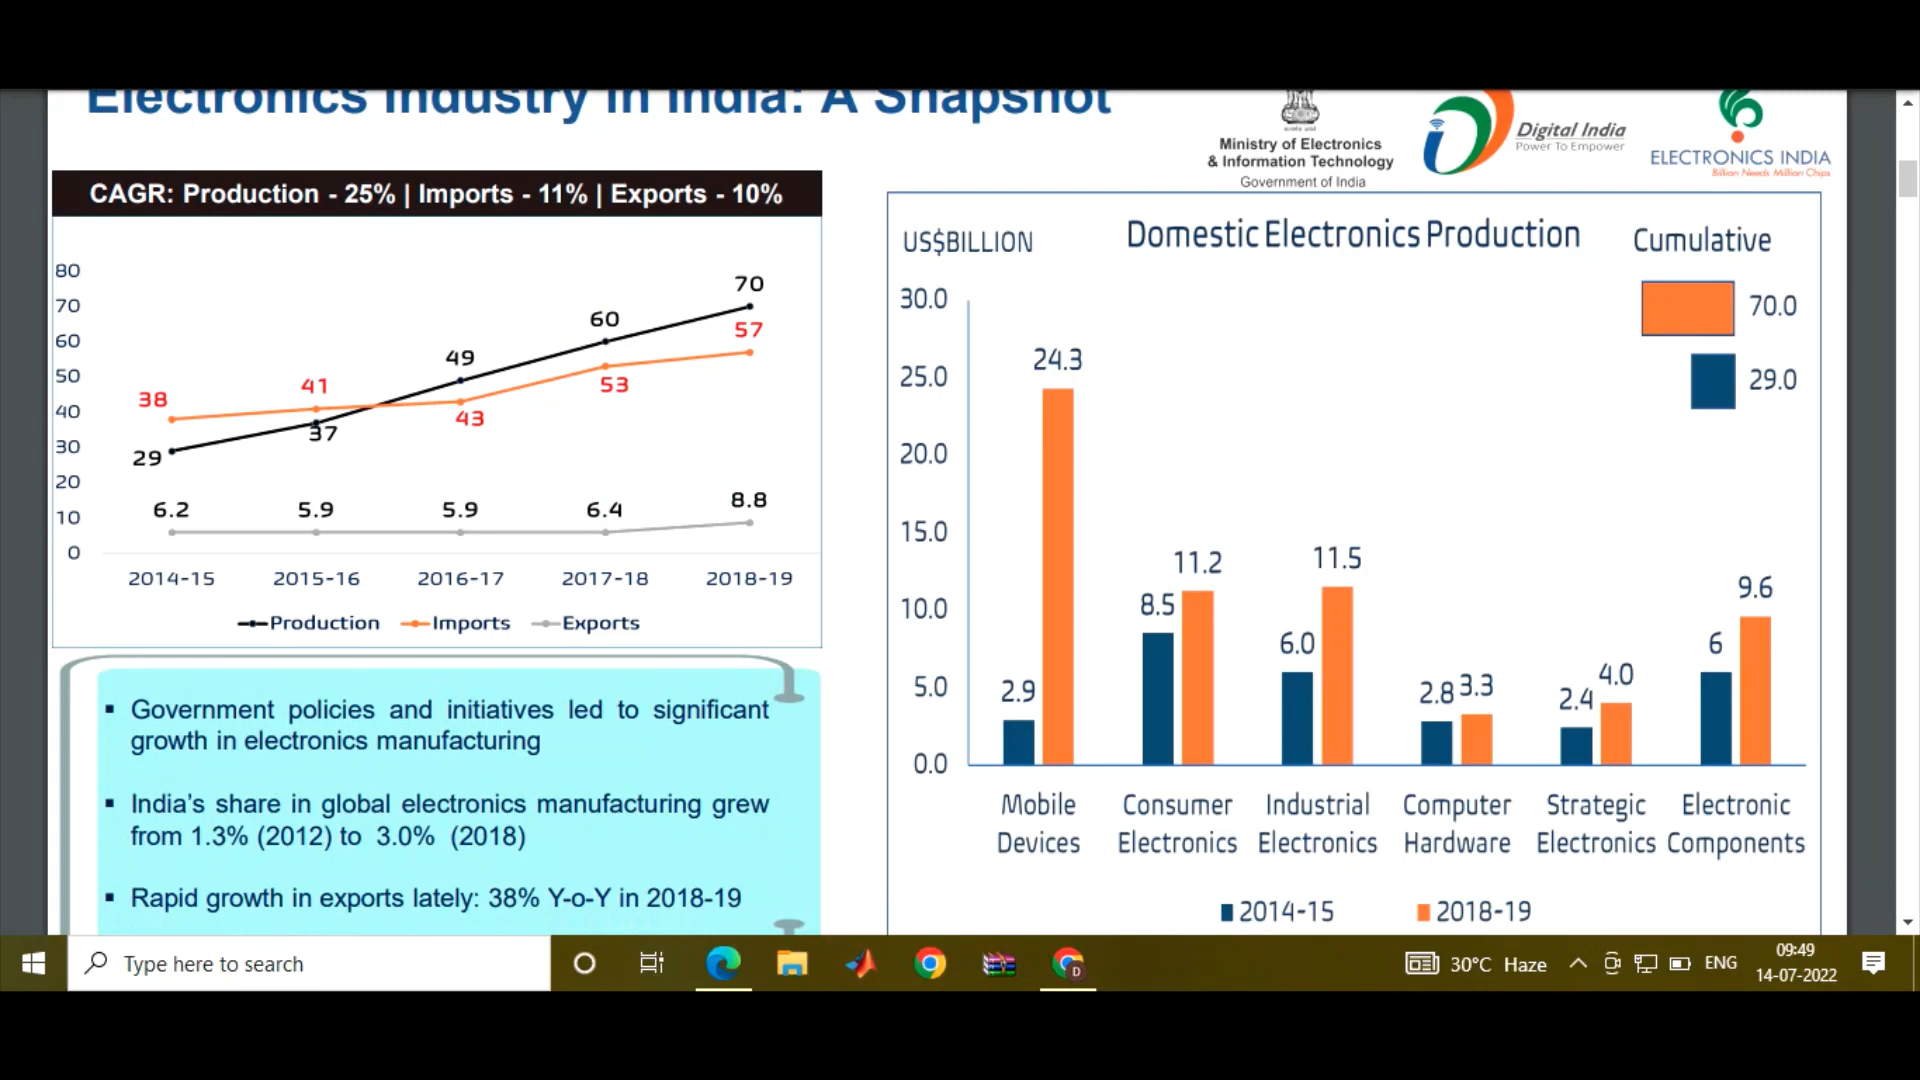 Electronics Industry in India: A Snapshot
Ministry of Electronics
& Information Technology
Government of India
Digital India
Power To Empower
ELECTRONICS INDIA
Billion Needs Million Chips
CAGR: Production - 25% | Imports - 11% | Exports - 10%
80
70
60
50
40
30
20
10
0
38
41
43
53
57
29
37
49
60
70
6.2
5.9
5.9
6.4
8.8
2014-15 2015-16 2016-17 2017-18 2018-19
Production Imports Exports
▪ Government policies and initiatives led to significant
growth in electronics manufacturing
▪ India’s share in global electronics manufacturing grew
from 1.3% (2012) to 3.0% (2018)
▪ Rapid growth in exports lately: 38% Y-o-Y in 2018-19
US$BILLION
Domestic Electronics Production
Cumulative
70.0
29.0
30.0
25.0
20.0
15.0
10.0
5.0
0.0
2.9
24.3
8.5
11.2
6.0
11.5
2.8
3.3
2.4
4.0
6
9.6
Mobile
Devices
Consumer
Electronics
Industrial
Electronics
Computer
Hardware
Strategic
Electronics
Electronic
Components
2014-15 2018-19
Type here to search
D
30°C Haze
ENG
09:49
14-07-2022